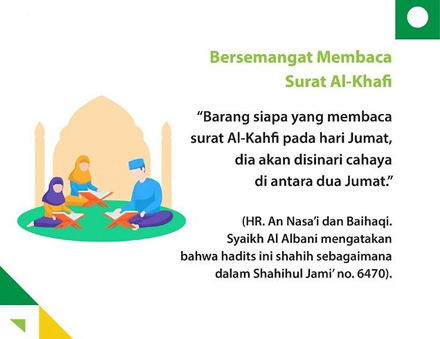 Bersemangat Membaca
Surat Al-Khafi
“Barang siapa yang membaca
surat Al-Kahfi pada hari Jumat,
dia akan disinari cahaya
di antara dua Jumat.”
(HR. An Nasa’i dan Baihaqi.
Syaikh Al Albani mengatakan
bahwa hadits ini shahih sebagaimana
dalam Shahihul Jami’ no. 6470).